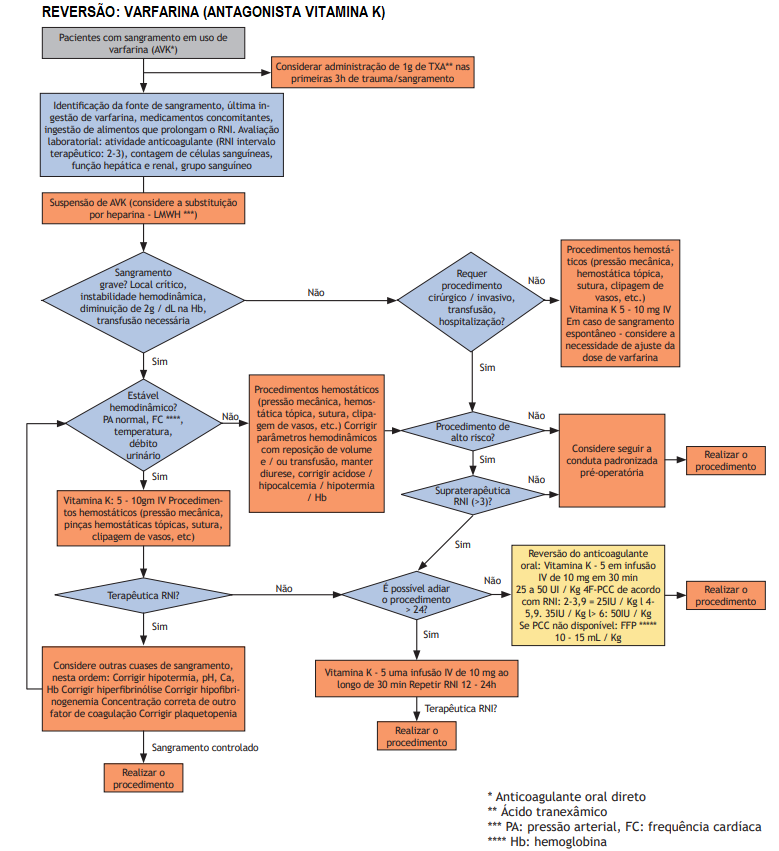 REVERSÃO: VARFARINA (ANTAGONISTA VITAMINA K)
Pacientes com sangramento em uso de
varfarina (AVK*)
Considerar administração de 1g de TXA** nas
primeiras 3h de trauma/sangramento
Identificação da fonte de sangramento, última in-
gestão de varfarina, medicamentos concomitantes,
ingestão de alimentos que prolongam o RNI. Avaliação
laboratorial: atividade anticoagulante (RNI intervalo
terapêutico: 2-3), contagem de células sanguíneas,
função hepática e renal, grupo sanguíneo
Suspensão de AVK (considere a substituição
por heparina - LMWH ***)
Sangramento
grave? Local crítico,
instabilidade hemodinâmica,
diminuição de 2g / dL na Hb,
transfusão necessária
Não
Requer
procedimento
cirúrgico / invasivo,
transfusão,
hospitalização?
Não
Procedimentos hemostá-
ticos (pressão mecânica,
hemostática tópica,
sutura, clipagem de
vasos, etc.)
Vitamina K 5 - 10 mg IV
Em caso de sangramento
espontâneo - considere a
necessidade de ajuste da
dose de varfarina
Sim
Sim
Estável
hemodinâmico?
PA normal, FC ****,
temperatura,
débito
urinário
Não
Procedimentos hemostáticos
(pressão mecânica, hemos-
tática tópica, sutura, clipa-
gem de vasos, etc.) Corrigir
parâmetros hemodinâmicos
com reposição de volume
e / ou transfusão, manter
diurese, corrigir acidose /
hipocalcemia / hipotermia
/ Hb
Procedimento de
alto risco?
Não
Considere seguir a
conduta padronizada
pré-operatória
Realizar o
procedimento
Sim
Sim
Supraterapêutica
RNI (>3)?
Não
Vitamina K: 5 - 10gm IV Procedimen-
tos hemostáticos (pressão mecânica,
pinças hemostáticas tópicas, sutura,
clipagem de vasos, etc)
Sim
Terapêutica RNI?
Não
É possível adiar
o procedimento
> 24?
Não
Reversão do anticoagulante
oral: Vitamina K - 5 em infusão
IV de 10 mg em 30 min
25 a 50 UI / Kg 4F-PCC de acordo
com RNI: 2-3,9 = 25IU / Kg l 4-
5,9. 35IU / Kg l> 6: 50IU / Kg
Se PCC não disponível: FFP *****
10 - 15 mL / Kg
Realizar o
procedimento
Sim
Sim
Considere outras cuases de sangramento,
nesta ordem: Corrigir hipotermia, pH, Ca,
Hb Corrigir hiperfibrinólise Corrigir hipofibri-
nogenemia Concentração correta de outro
fator de coagulação Corrigir plaquetopenia
Vitamina K - 5 uma infusão IV de 10 mg ao
longo de 30 min Repetir RNI 12 - 24h
Terapêutica RNI?
Realizar o
procedimento
Sangramento controlado
Realizar o
procedimento
* Anticoagulante oral direto
** Ácido tranexâmico
*** PA: pressão arterial, FC: frequência cardíaca
**** Hb: hemoglobina